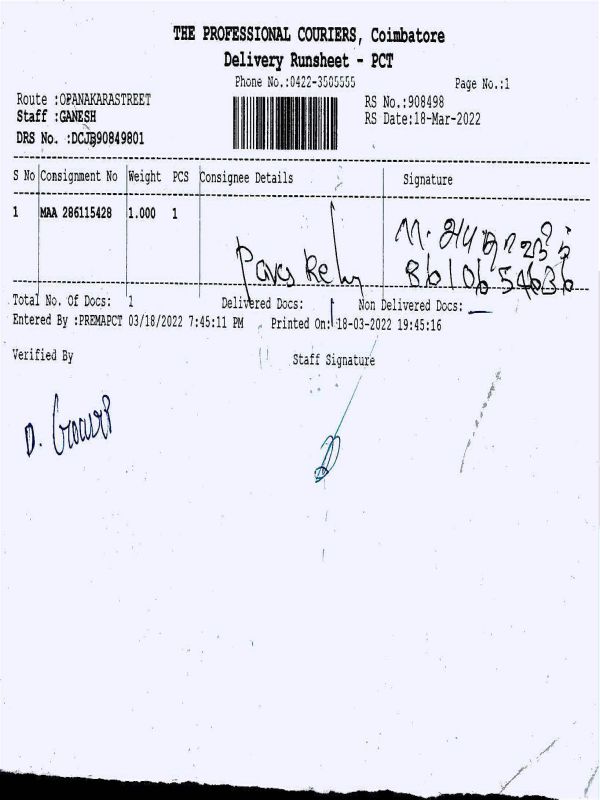 THE PROFESSIONAL COURIERS, Coimbatore
Delivery Runsheet - PCT
Phone No.:0422-3505555
Page No.:1
Route :OPANAKARASTREET
RS No.:908498
Staff :GANESH
RS Date:18-Mar-2022
DRS No. :DCJB90849801
S No Consignment No Weight PCS Consignee Details Signature
1 MAA 286115428 1.000 1
Total No. Of Docs: 1 Delivered Docs: Non Delivered Docs:
Entered By :PREMAPCT 03/18/2022 7:45:11 PM Printed On: 18-03-2022 19:45:16
Verified By Staff Signature